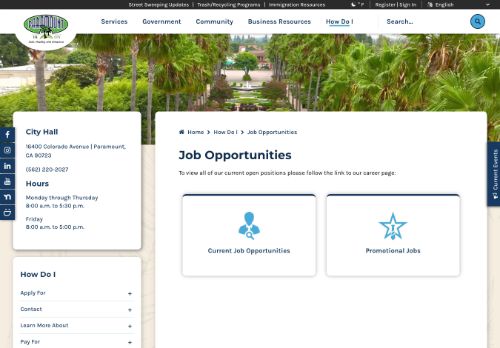 Street Sweeping Updates | Trash/Recycling Programs | Immigration Resources
° F | Register | Sign In | English
PARAMOUNT
Services Government Community Business Resources How Do I Search...
City Hall
16400 Colorado Avenue | Paramount, CA 90723
(562) 220-2027
Hours
Monday through Thursday
8:00 a.m. to 5:30 p.m.
Friday
8:00 a.m. to 5:00 p.m.
How Do I
Apply For +
Contact +
Learn More About +
Pay For +
Home > How Do I > Job Opportunities
Job Opportunities
To view all of our current open positions please follow the link to our career page:
Current Job Opportunities
Promotional Jobs
Current Events